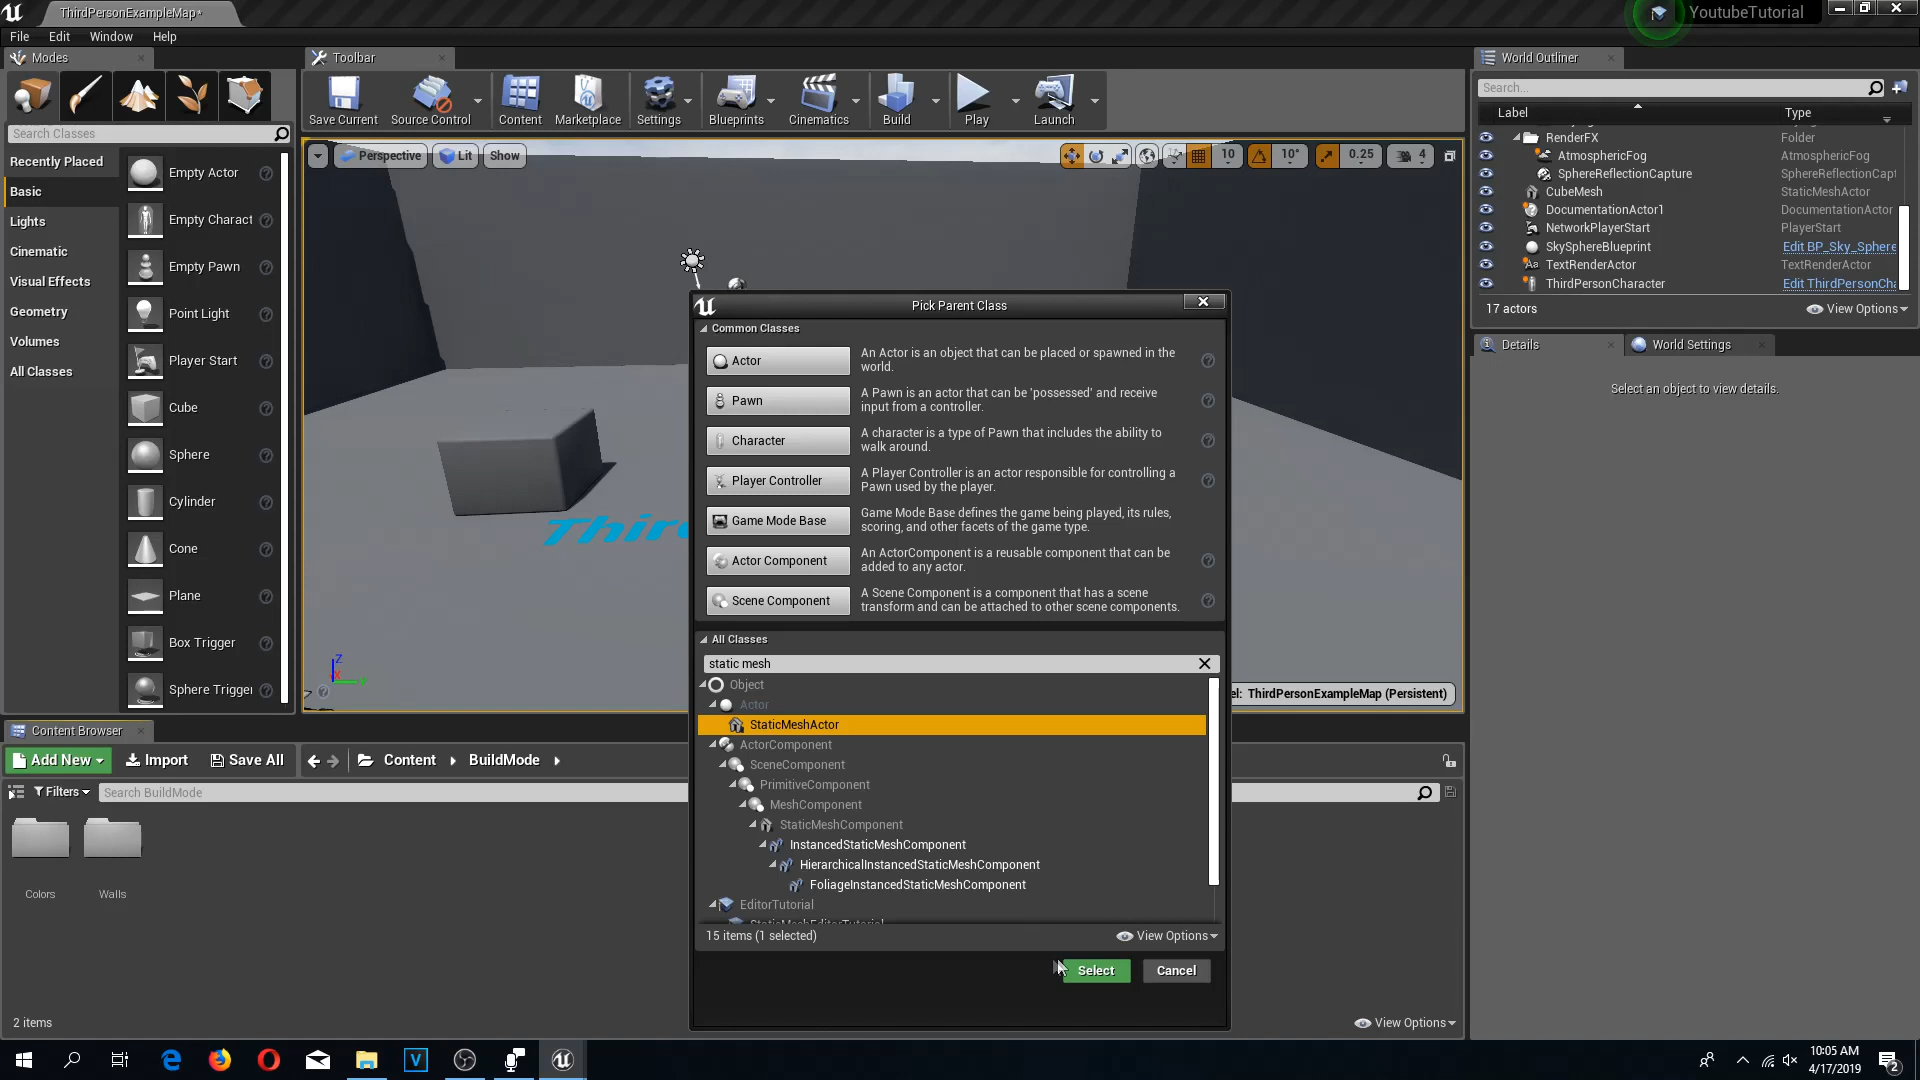 ThirdPersonExampleMap*
YoutubeTutorial
File Edit Window Help
Modes
Toolbar
World Outliner
Save Current
Source Control
Content
Marketplace
Settings
Blueprints
Cinematics
Build
Play
Launch
Search...
Label Type
Search Classes
Recently Placed
Basic
Lights
Cinematic
Visual Effects
Geometry
Volumes
All Classes
Empty Actor
Empty Charact
Empty Pawn
Point Light
Player Start
Cube
Sphere
Cylinder
Cone
Plane
Box Trigger
Sphere Trigger
Perspective
Lit
Show
10
10°
0.25
4
RenderFX Folder
AtmosphericFog AtmosphericFog
SphereReflectionCapture SphereReflectionCapt
CubeMesh StaticMeshActor
DocumentationActor1 DocumentationActor
NetworkPlayerStart PlayerStart
SkySphereBlueprint Edit BP_Sky_Sphere
TextRenderActor TextRenderActor
ThirdPersonCharacter Edit ThirdPersonCha
17 actors
View Options
Details
World Settings
Select an object to view details.
Pick Parent Class
Common Classes
Actor
An Actor is an object that can be placed or spawned in the
world.
Pawn
A Pawn is an actor that can be 'possessed' and receive
input from a controller.
Character
A character is a type of Pawn that includes the ability to
walk around.
Player Controller
A Player Controller is an actor responsible for controlling a
Pawn used by the player.
Game Mode Base
Game Mode Base defines the game being played, its rules,
scoring, and other facets of the game type.
Actor Component
An ActorComponent is a reusable component that can be
added to any actor.
Scene Component
A Scene Component is a component that has a scene
transform and can be attached to other scene components.
All Classes
static mesh
Object
Actor
StaticMeshActor
ActorComponent
SceneComponent
PrimitiveComponent
MeshComponent
StaticMeshComponent
InstancedStaticMeshComponent
HierarchicalInstancedStaticMeshComponent
FoliageInstancedStaticMeshComponent
EditorTutorial
StaticMeshEditorTutorial
15 items (1 selected)
View Options
Select
Cancel
Third
Z
X
Y
el: ThirdPersonExampleMap (Persistent)
Content Browser
Add New
Import
Save All
Content
BuildMode
Filters
Search BuildMode
Colors
Walls
2 items
View Options
10:05 AM
4/17/2019
2